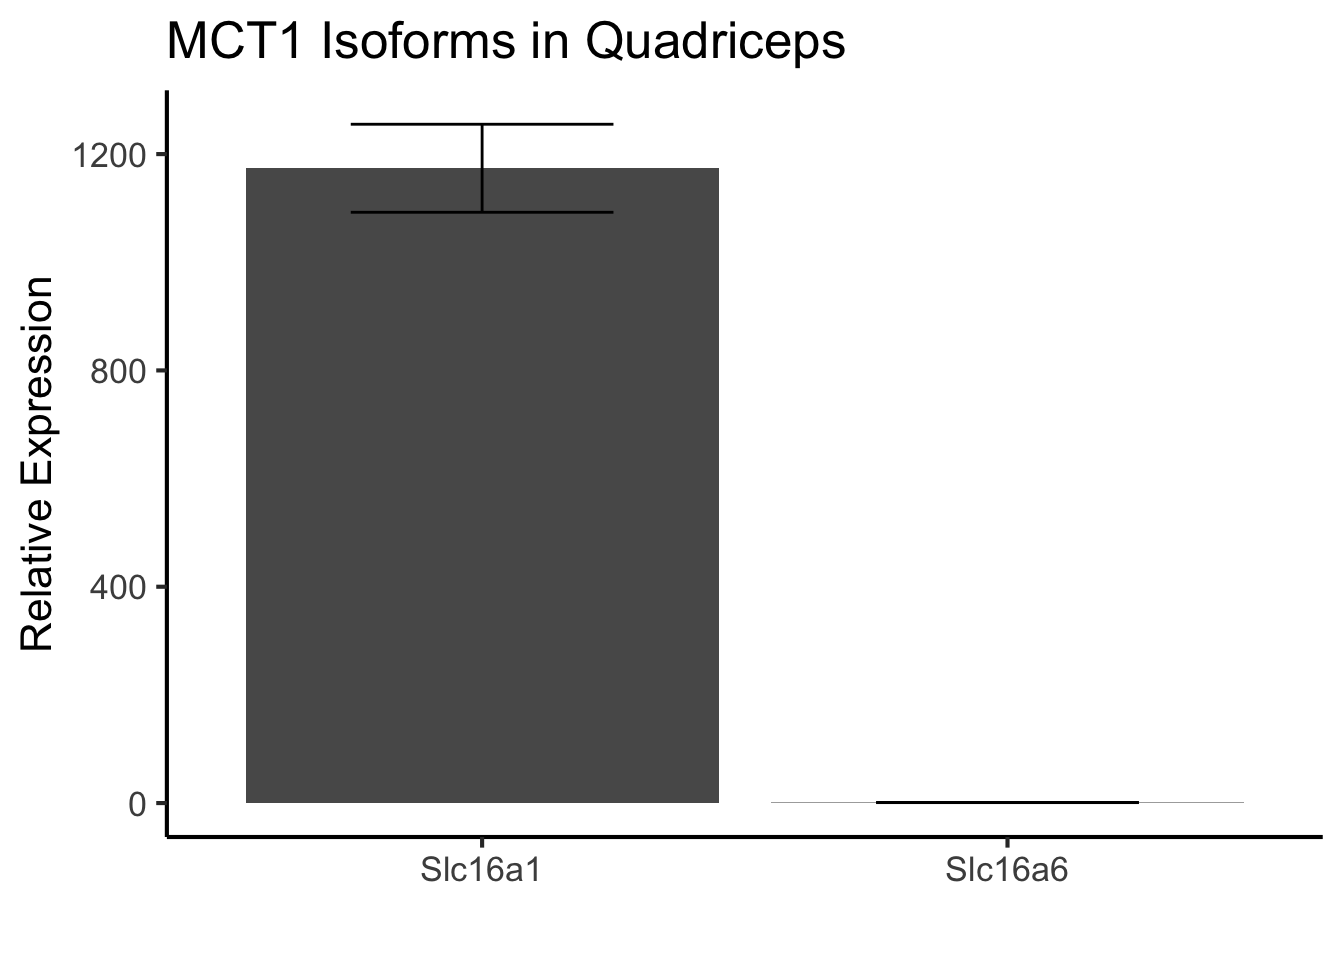 MCT1 Isoforms in Quadriceps
Relative Expression
1200
800
400
0
Slc16a1
Slc16a6